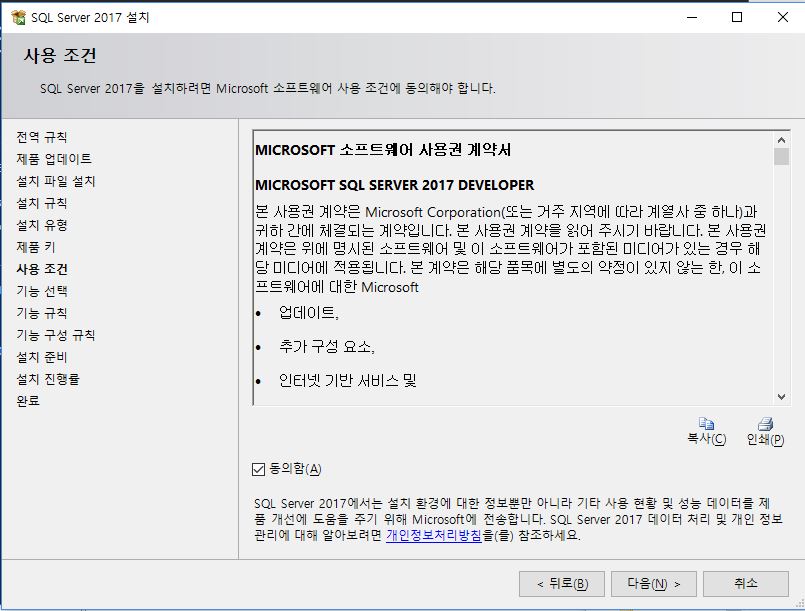 SQL Server 2017 설치
사용 조건
SQL Server 2017을 설치하려면 Microsoft 소프트웨어 사용 조건에 동의해야 합니다.
전역 규칙
제품 업데이트
설치 파일 설치
설치 규칙
설치 유형
제품 키
사용 조건
기능 선택
기능 규칙
기능 구성 규칙
설치 준비
설치 진행률
완료
MICROSOFT 소프트웨어 사용권 계약서
MICROSOFT SQL SERVER 2017 DEVELOPER
본 사용권 계약은 Microsoft Corporation(또는 거주 지역에 따라 계열사 중 하나)과
귀하 간에 체결되는 계약입니다. 본 사용권 계약을 읽어 주시기 바랍니다. 본 사용권
계약은 위에 명시된 소프트웨어 및 이 소프트웨어가 포함된 미디어가 있는 경우 해
당 미디어에 적용됩니다. 본 계약은 해당 품목에 별도의 약정이 있지 않는 한, 이 소
프트웨어에 대한 Microsoft
• 업데이트,
• 추가 구성 요소,
• 인터넷 기반 서비스 및
복사(C) 인쇄(P)
동의함(A)
SQL Server 2017에서는 설치 환경에 대한 정보뿐만 아니라 기타 사용 현황 및 성능 데이터를 제
품 개선에 도움을 주기 위해 Microsoft에 전송합니다. SQL Server 2017 데이터 처리 및 개인 정보
관리에 대해 알아보려면 개인정보처리방침을(를) 참조하세요.
< 뒤로(B) 다음(N) > 취소